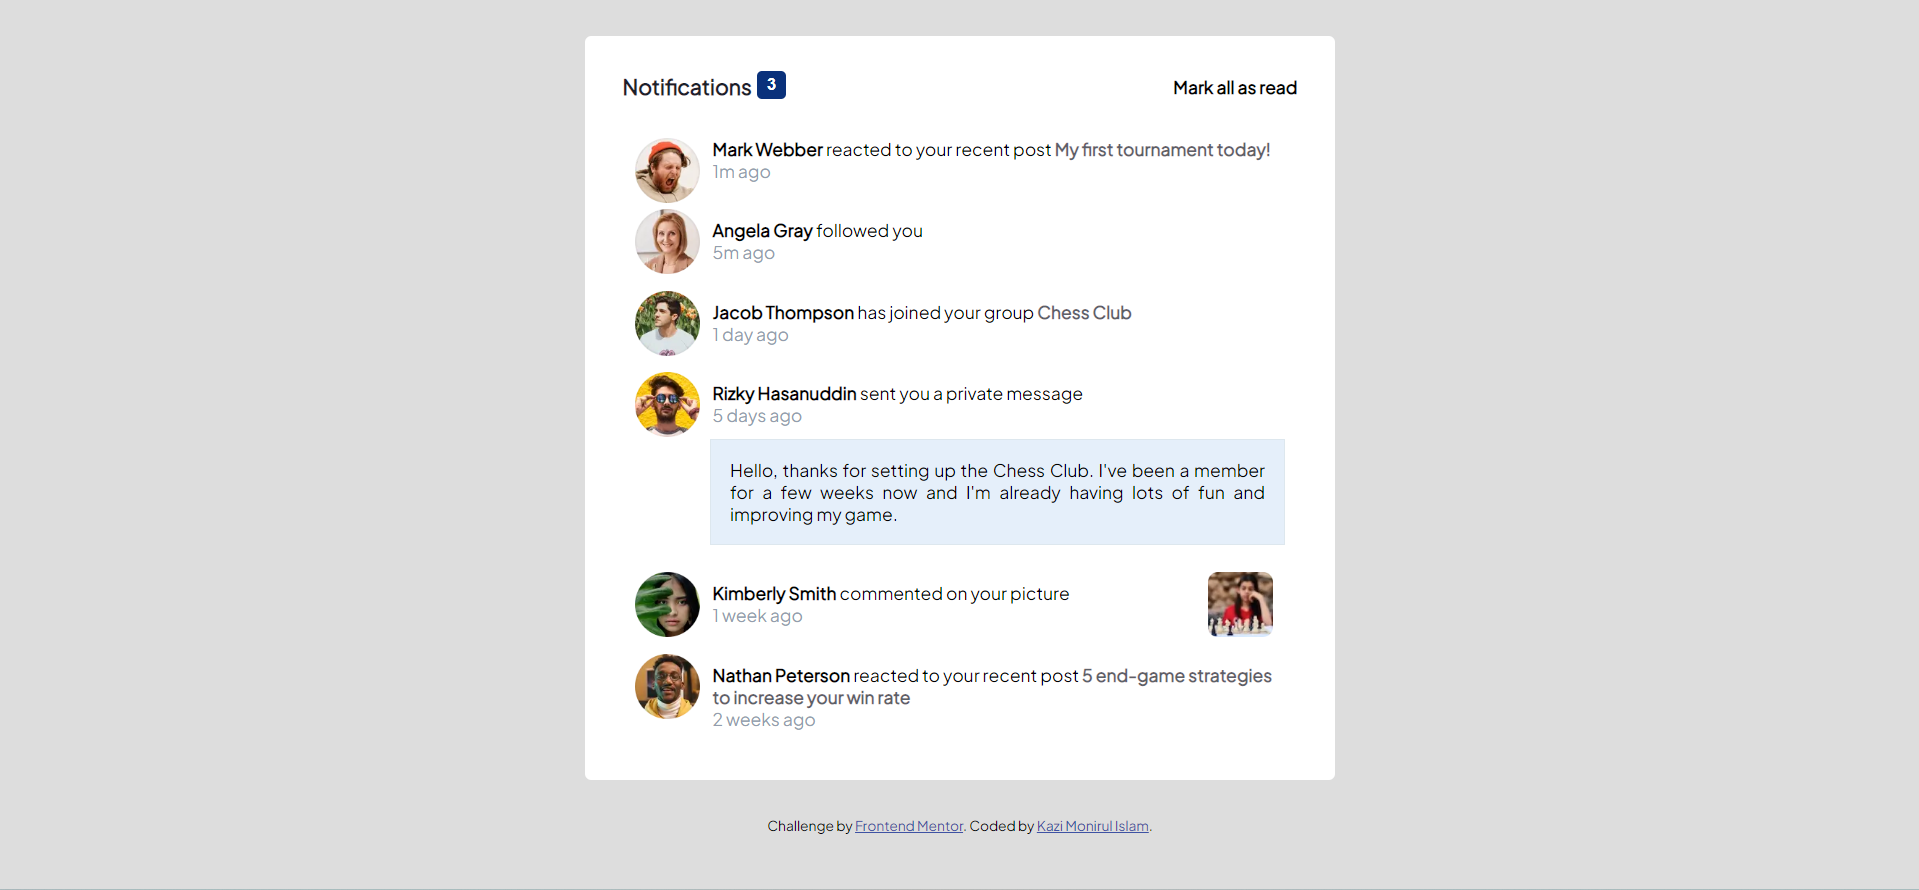 Notifications 3
Mark all as read
Mark Webber reacted to your recent post My first tournament today!
1m ago
Angela Gray followed you
5m ago
Jacob Thompson has joined your group Chess Club
1 day ago
Rizky Hasanuddin sent you a private message
5 days ago
Hello, thanks for setting up the Chess Club. I've been a member
for a few weeks now and I'm already having lots of fun and
improving my game.
Kimberly Smith commented on your picture
1 week ago
Nathan Peterson reacted to your recent post 5 end-game strategies
to increase your win rate
2 weeks ago
Challenge by Frontend Mentor. Coded by Kazi Monirul Islam.